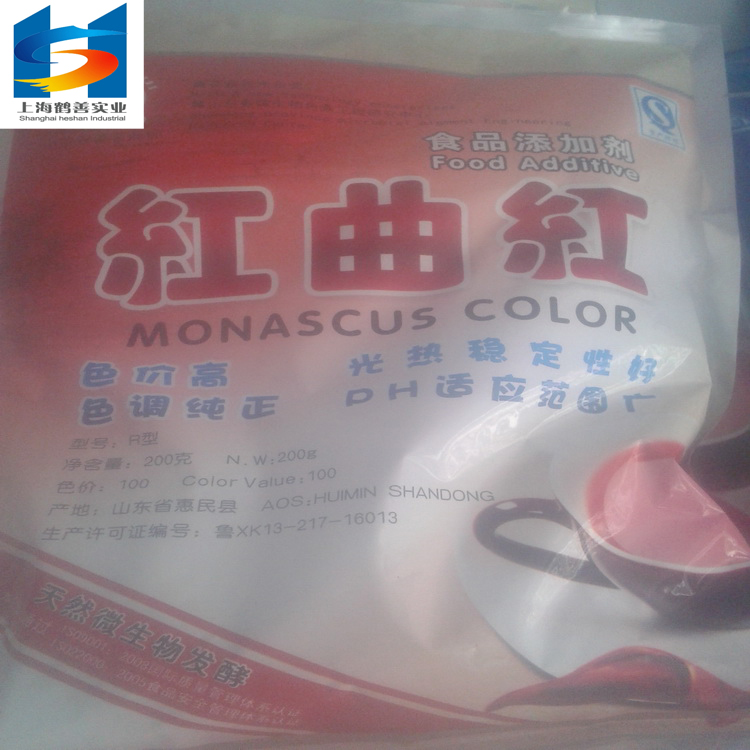 上海鹤善实业
Shanghai heshan Industrial
食品添加剂
Food Additive
紅曲紅
MONASCUS COLOR
色价高 光热稳定性好
色调纯正 PH适应范围广
型号：R型
净含量：200克 N.W:200g
色价：100 Color Value:100
产地：山东省惠民县 AOS:HUIMIN SHANDONG
生产许可证编号：鲁XK13-217-16013
天然微生物发酵